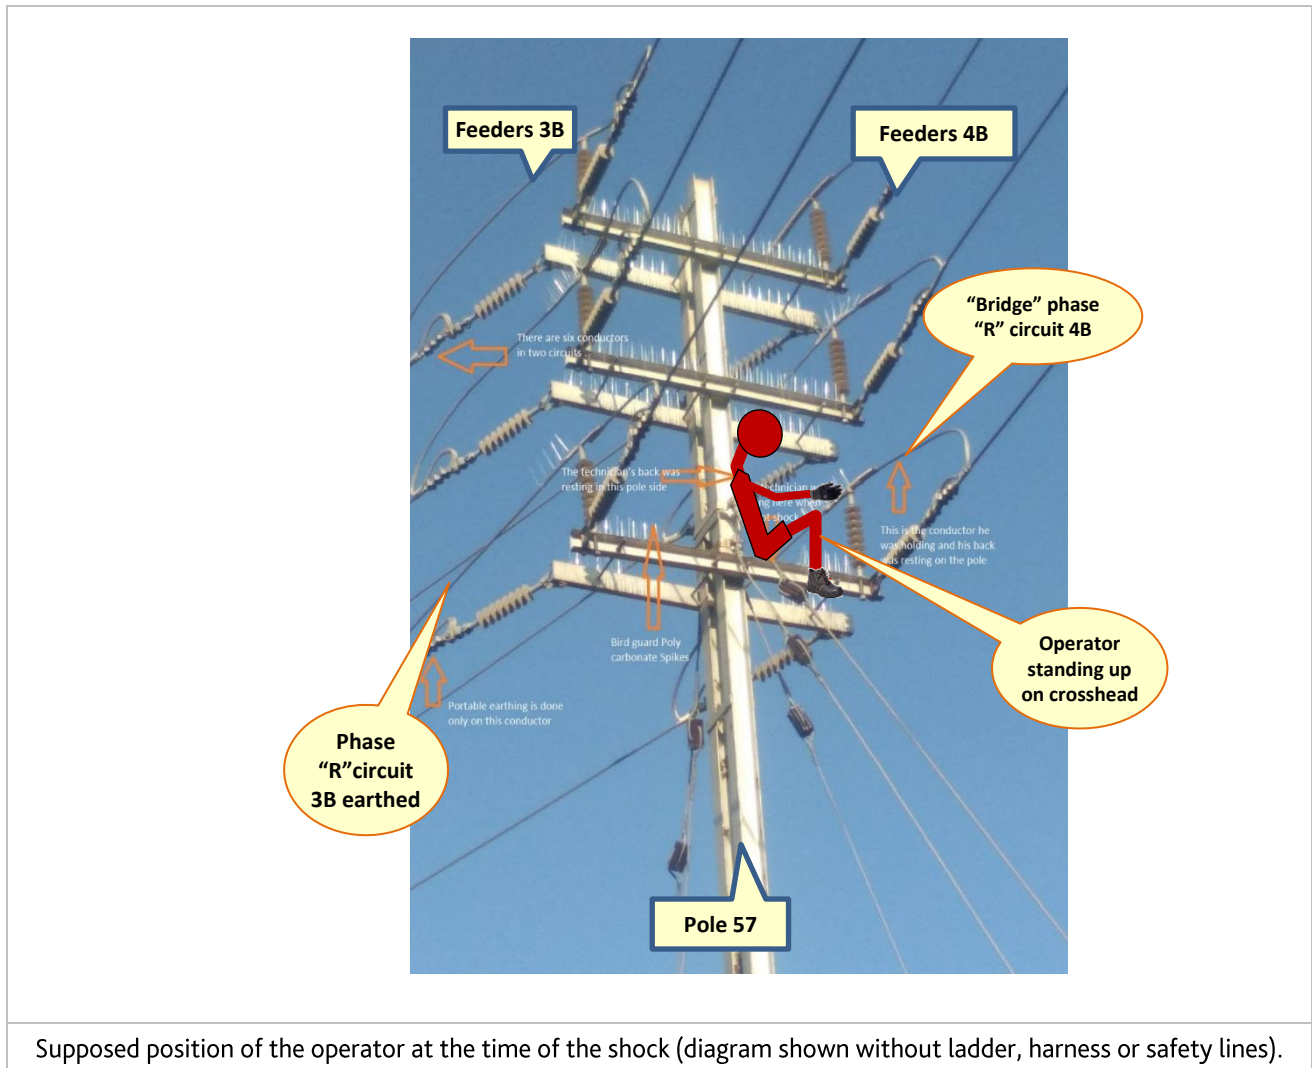 Feeders 3B
Feeders 4B
“Bridge” phase
“R” circuit 4B
There are six conductors
in two circuits
The technician's back was
resting in this pole side
technician
here when
shock
This is the conductor he
was holding and his back
was resting on the pole
Bird guard Poly
carbonate Spikes
Operator
standing up
on crosshead
Portable earthing is done
only on this conductor
Phase
“R”circuit
3B earthed
Pole 57
Supposed position of the operator at the time of the shock (diagram shown without ladder, harness or safety lines).